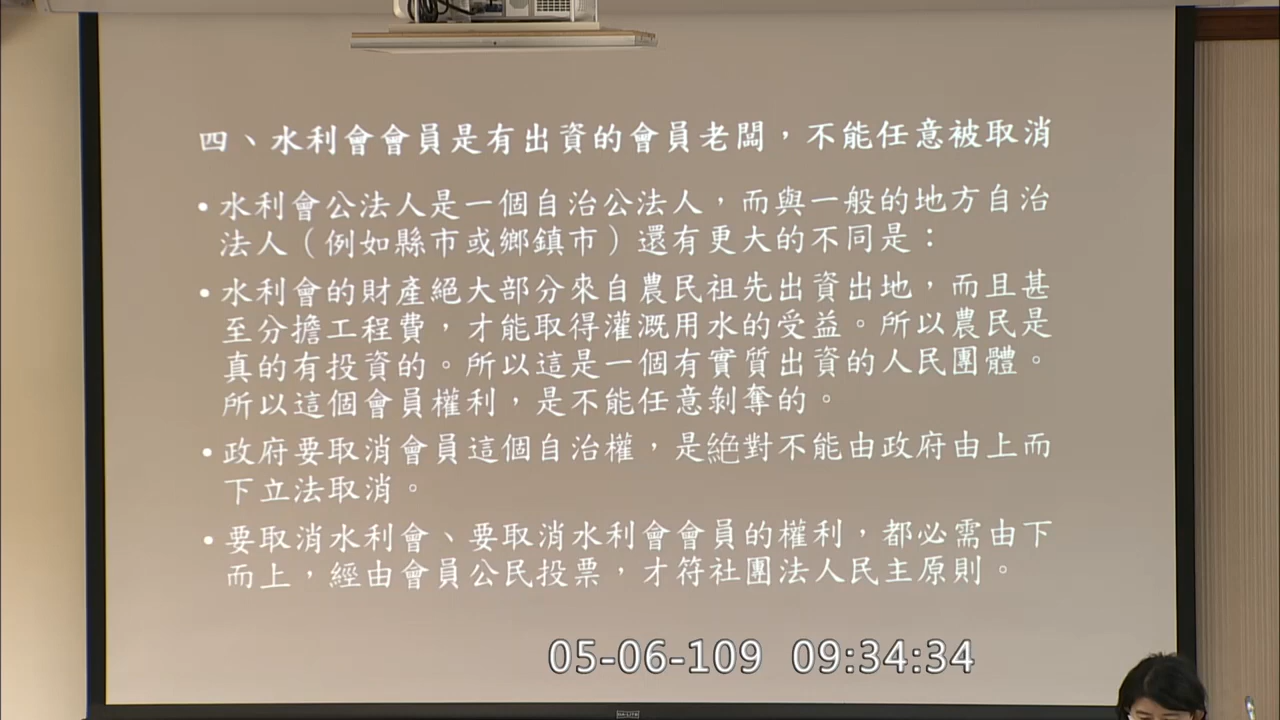 四、水利會會員是有出資的會員老闆，不能任意被取消
• 水利會公法人是一個自治公法人，而與一般的地方自治
法人（例如縣市或鄉鎮市）還有更大的不同是：
• 水利會的財產絕大部分來自農民祖先出資出地，而且甚
至分擔工程費，才能取得灌溉用水的受益。所以農民是
真的有投資的。所以這是一個有實質出資的人民團體。
所以這個會員權利，是不能任意剝奪的。
• 政府要取消會員這個自治權，是絕對不能由政府由上而
下立法取消。
• 要取消水利會、要取消水利會會員的權利，都必需由下
而上，經由會員公民投票，才符社團法人民主原則。
05-06-109 09:34:34
DA-LITE